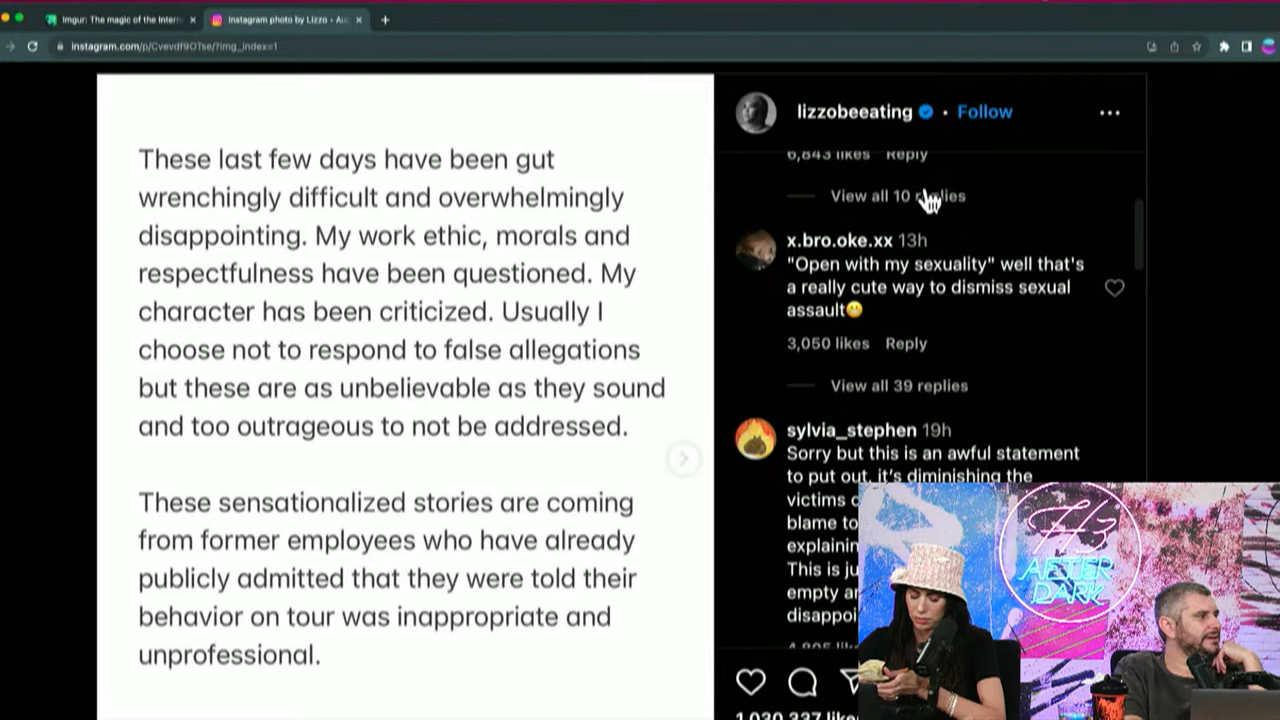 Imgur: The magic of the Intern
Instagram photo by Lizzo • Au
instagram.com/p/Cvevdf9OTse/?img_index=1
These last few days have been gut
wrenchingly difficult and overwhelmingly
disappointing. My work ethic, morals and
respectfulness have been questioned. My
character has been criticized. Usually I
choose not to respond to false allegations
but these are as unbelievable as they sound
and too outrageous to not be addressed.
These sensationalized stories are coming
from former employees who have already
publicly admitted that they were told their
behavior on tour was inappropriate and
unprofessional.
lizzobeeating • Follow
6,843 likes Reply
View all 10 replies
x.bro.oke.xx 13h
"Open with my sexuality" well that's
a really cute way to dismiss sexual
assault😬
3,050 likes Reply
View all 39 replies
sylvia_stephen 19h
Sorry but this is an awful statement
to put out, it's diminishing the
victims
blame to
explainin
This is ju
empty a
disappoi
1,030,337 like
H3
AFTER
DARK